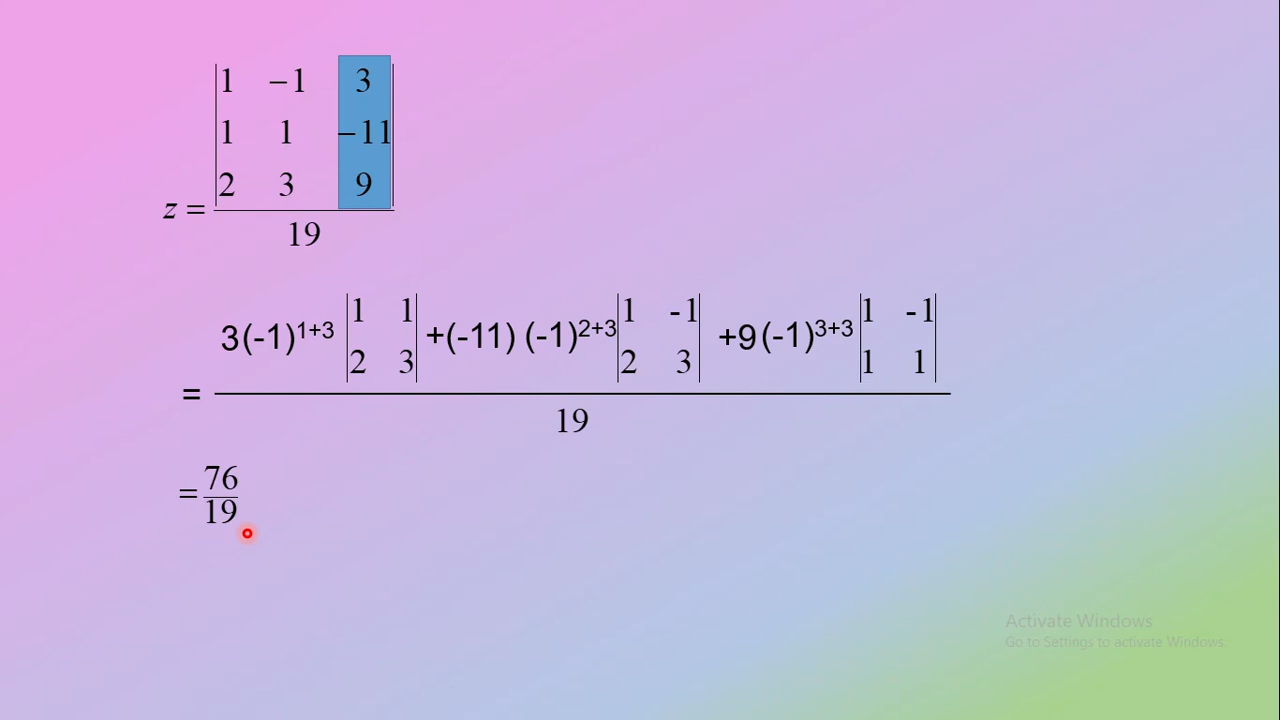 1 −1 3
1 1 −11
2 3 9
z =
19
1 1 1 -1 1 -1
3(-1)¹⁺³ +(-11) (-1)²⁺³ +9(-1)³⁺³
2 3 2 3 1 1
=
19
= 76
19
Activate Windows
Go to Settings to activate Windows.